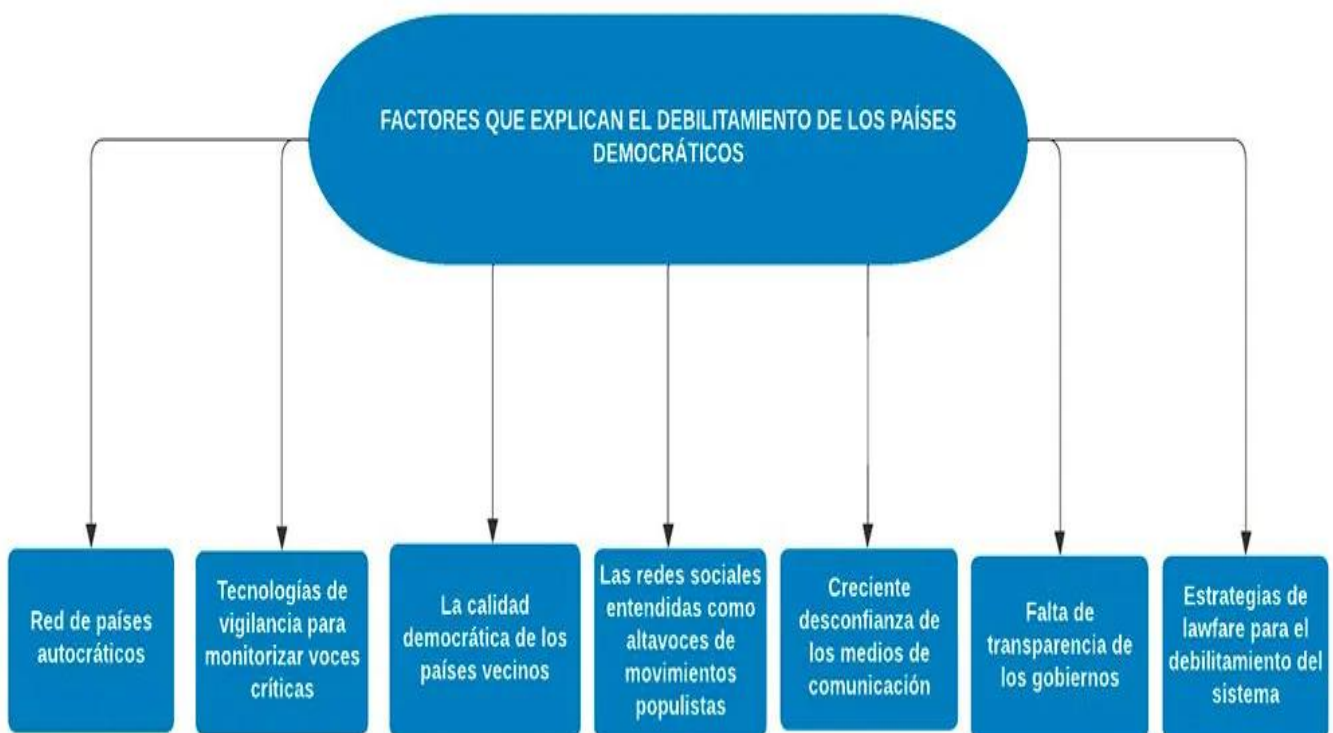 FACTORES QUE EXPLICAN EL DEBILITAMIENTO DE LOS PAÍSES
DEMOCRÁTICOS
Red de países
autocráticos
Tecnologías de
vigilancia para
monitorizar voces
críticas
La calidad
democrática de los
países vecinos
Las redes sociales
entendidas como
altavoces de
movimientos
populistas
Creciente
desconfianza de
los medios de
comunicación
Falta de
transparencia de
los gobiernos
Estrategias de
lawfare para el
debilitamiento del
sistema